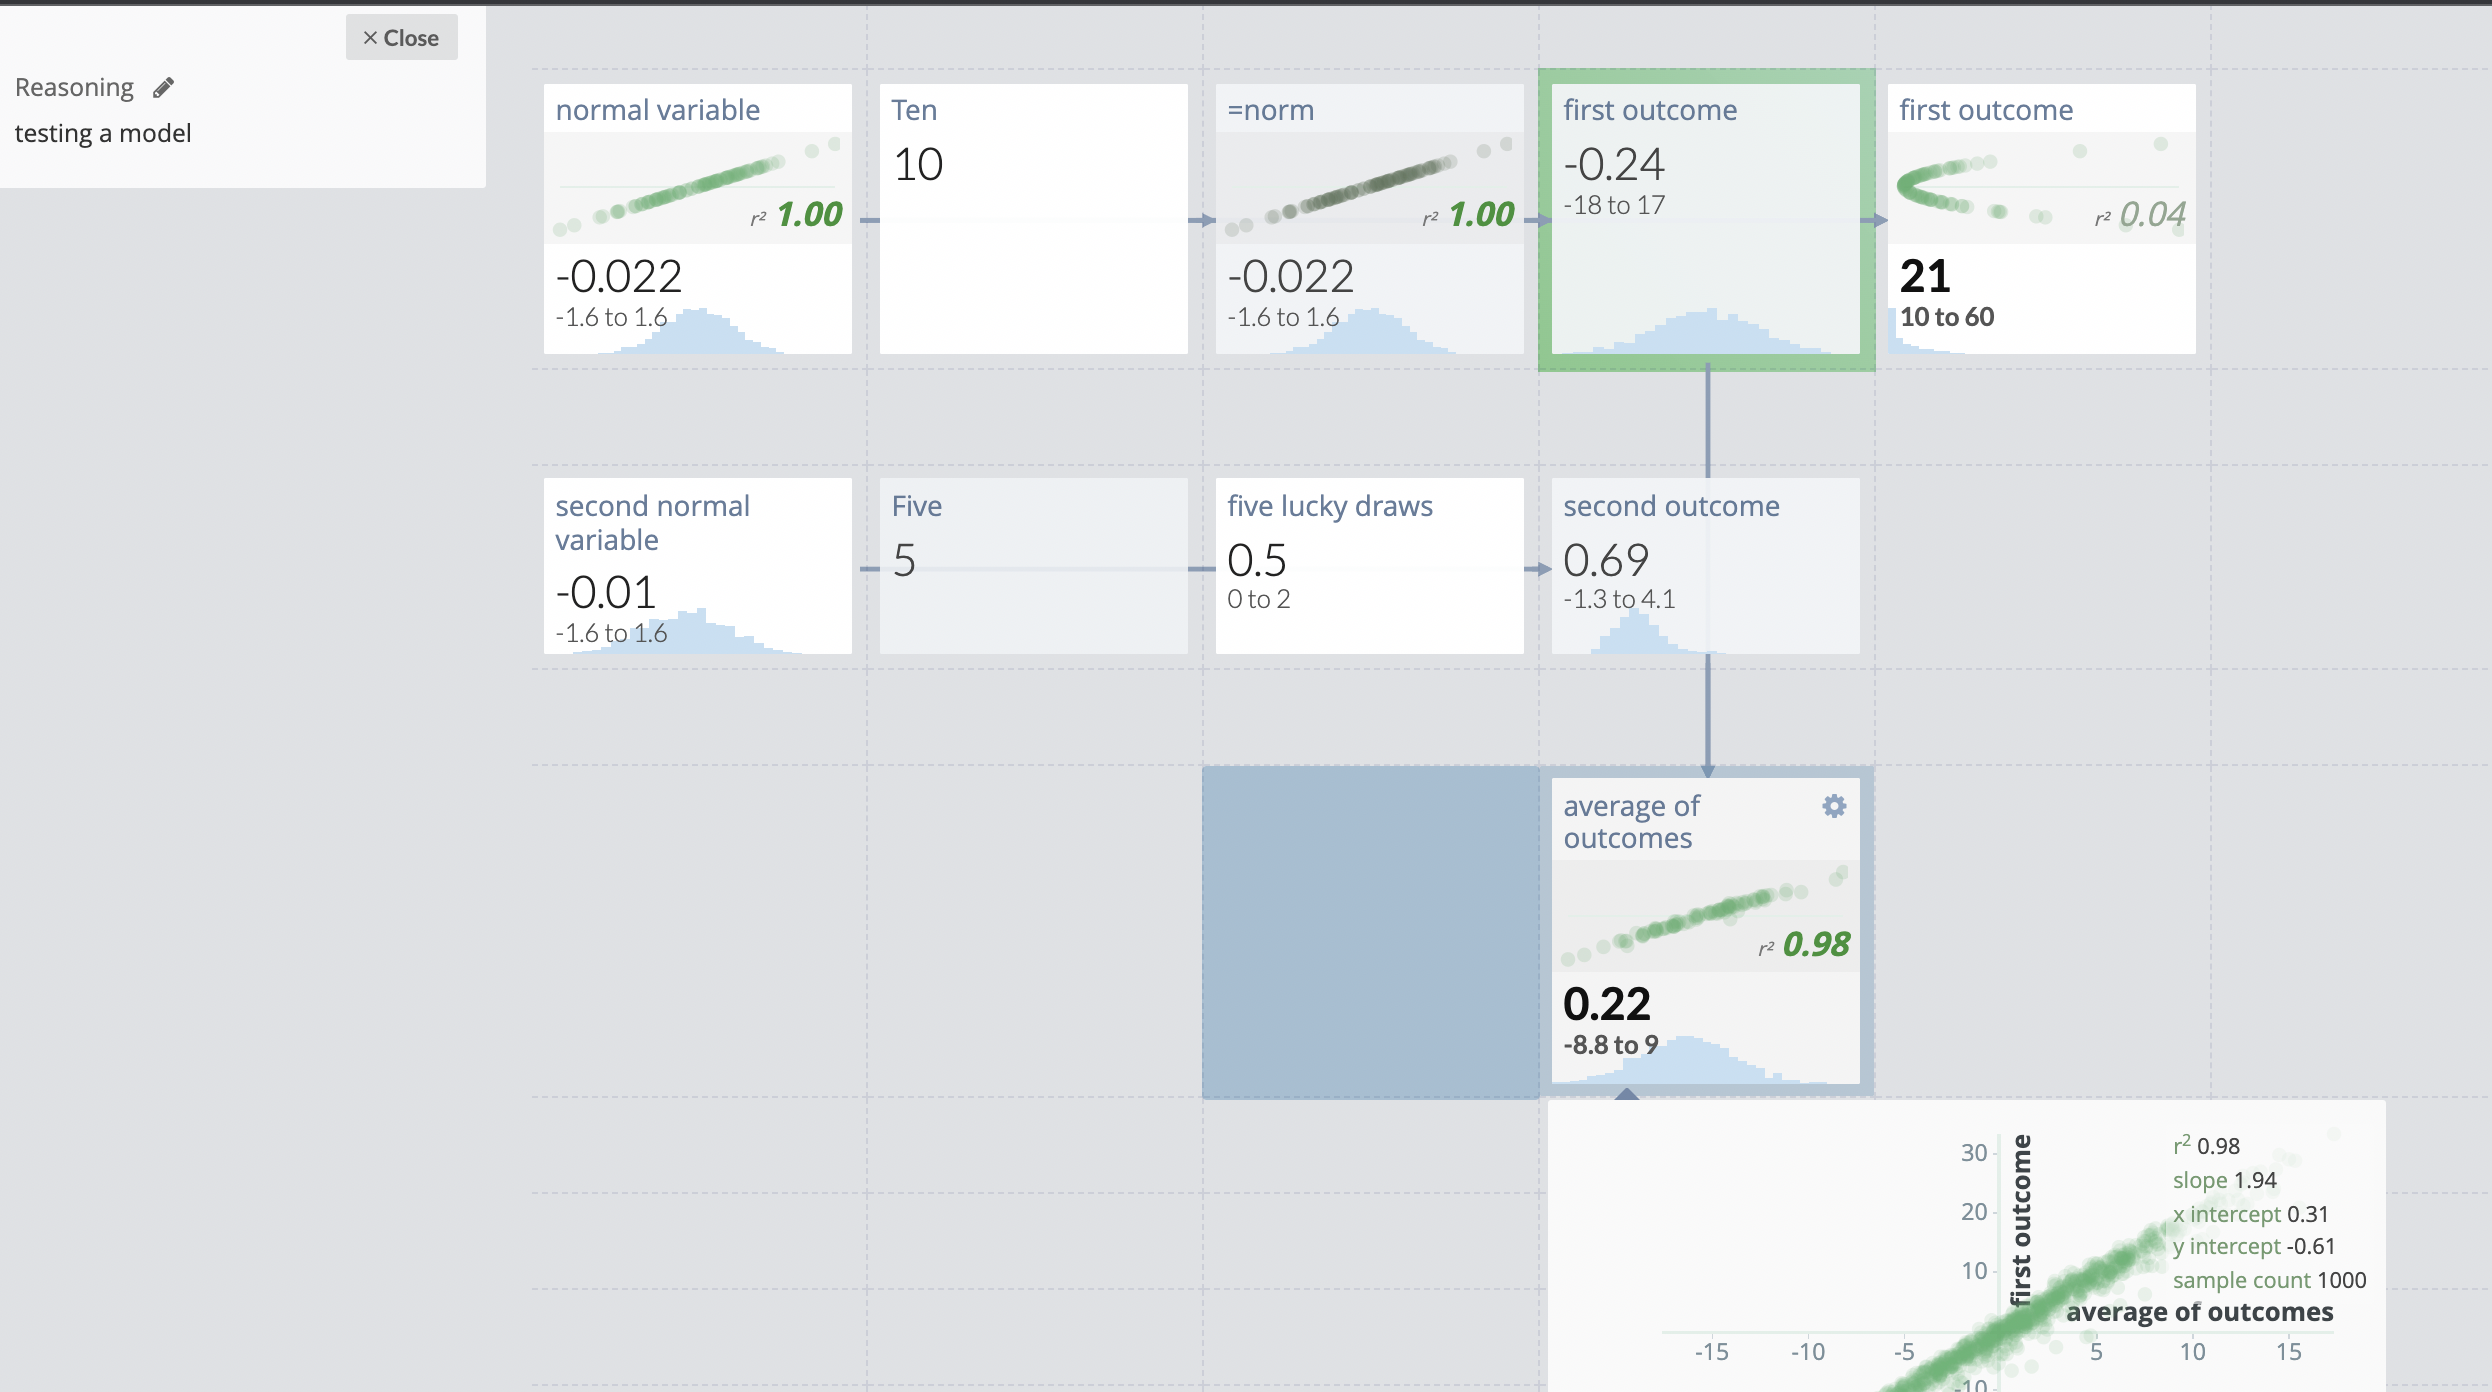 × Close
Reasoning
testing a model
normal variable
r² 1.00
-0.022
-1.6 to 1.6
Ten
10
=norm
r² 1.00
-0.022
-1.6 to 1.6
first outcome
-0.24
-18 to 17
first outcome
r² 0.04
21
10 to 60
second normal
variable
-0.01
-1.6 to 1.6
Five
5
five lucky draws
0.5
0 to 2
second outcome
0.69
-1.3 to 4.1
average of
outcomes
r² 0.98
0.22
-8.8 to 9
first outcome
30
20
10
-10
r² 0.98
slope 1.94
x intercept 0.31
y intercept -0.61
sample count 1000
average of outcomes
-15 -10 -5 5 10 15